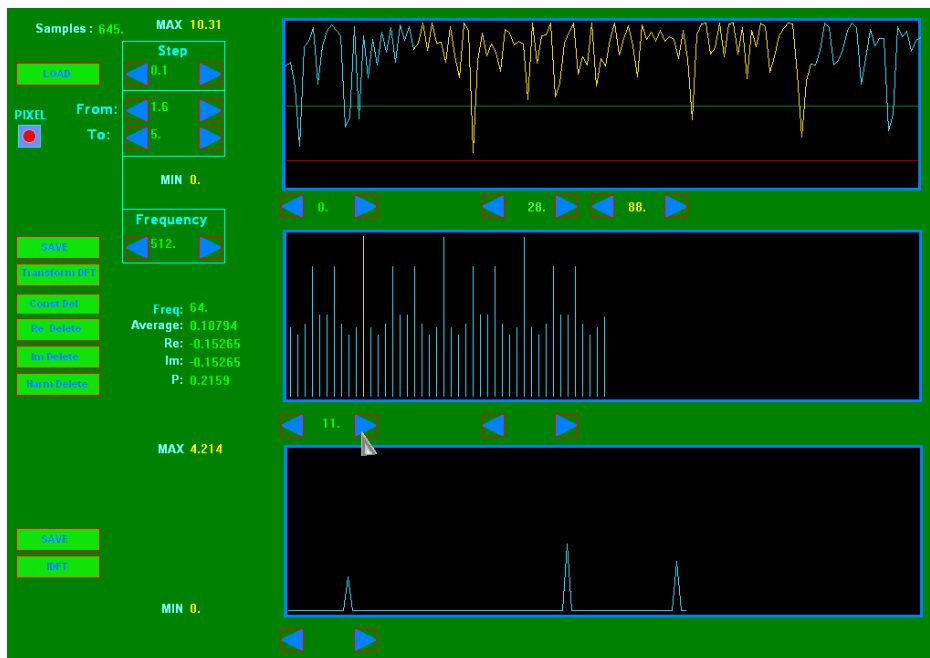 Samples : 645. MAX 10.31
Step
LOAD 0.1
PIXEL From: 1.6
To: 5.
MIN 0.
0. 28. 88.
Frequency
SAVE 512.
Transform DFT
Const Del
Re Delete
Im Delete
Harm Delete
Freq: 64.
Average: 0.10794
Re: -0.15265
Im: -0.15265
P: 0.2159
11.
MAX 4.214
SAVE
IDFT
MIN 0.